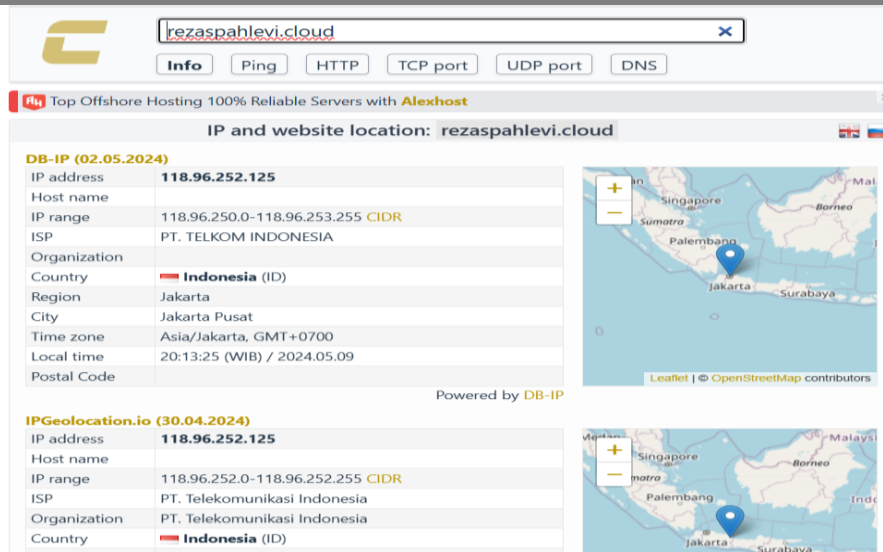 rezaspahlevi.cloud
Info Ping HTTP TCP port UDP port DNS
Top Offshore Hosting 100% Reliable Servers with Alexhost
IP and website location: rezaspahlevi.cloud
DB-IP (02.05.2024)
IP address 118.96.252.125
Host name
IP range 118.96.250.0-118.96.253.255 CIDR
ISP PT. TELKOM INDONESIA
Organization
Country Indonesia (ID)
Region Jakarta
City Jakarta Pusat
Time zone Asia/Jakarta, GMT+0700
Local time 20:13:25 (WIB) / 2024.05.09
Postal Code
Powered by DB-IP
+
−
Singapore
Borneo
Sumatra
Palembang
Jakarta
Surabaya
Leaflet | © OpenStreetMap contributors
IPGeolocation.io (30.04.2024)
IP address 118.96.252.125
Host name
IP range 118.96.252.0-118.96.252.255 CIDR
ISP PT. Telekomunikasi Indonesia
Organization PT. Telekomunikasi Indonesia
Country Indonesia (ID)
+
−
Singapore
Borneo
Palembang
Jakarta
Surabaya